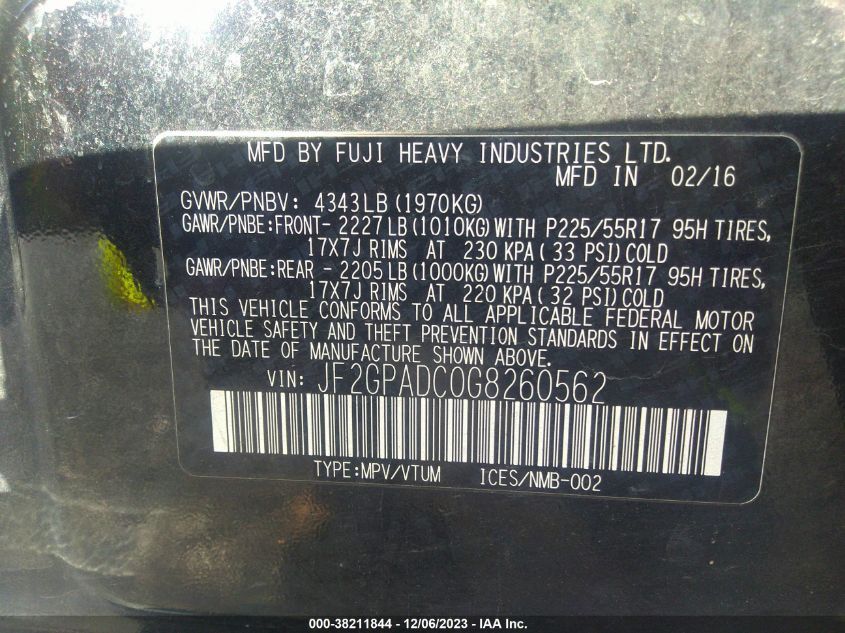 MFD BY FUJI HEAVY INDUSTRIES LTD.
MFD IN 02/16
GVWR/PNBV: 4343LB (1970KG)
GAWR/PNBE:FRONT- 2227LB (1010KG) WITH P225/55R17 95H TIRES,
17X7J RIMS AT 230 KPA ( 33 PSI) COLD
GAWR/PNBE:REAR - 2205LB (1000KG) WITH P225/55R17 95H TIRES,
17X7J RIMS AT 220 KPA ( 32 PSI) COLD
THIS VEHICLE CONFORMS TO ALL APPLICABLE FEDERAL MOTOR
VEHICLE SAFETY AND THEFT PREVENTION STANDARDS IN EFFECT ON
THE DATE OF MANUFACTURE SHOWN ABOVE.
VIN: JF2GPADC0G8260562
TYPE:MPV/VTUM ICES/NMB-002
000-38211844 - 12/06/2023 - IAA Inc.